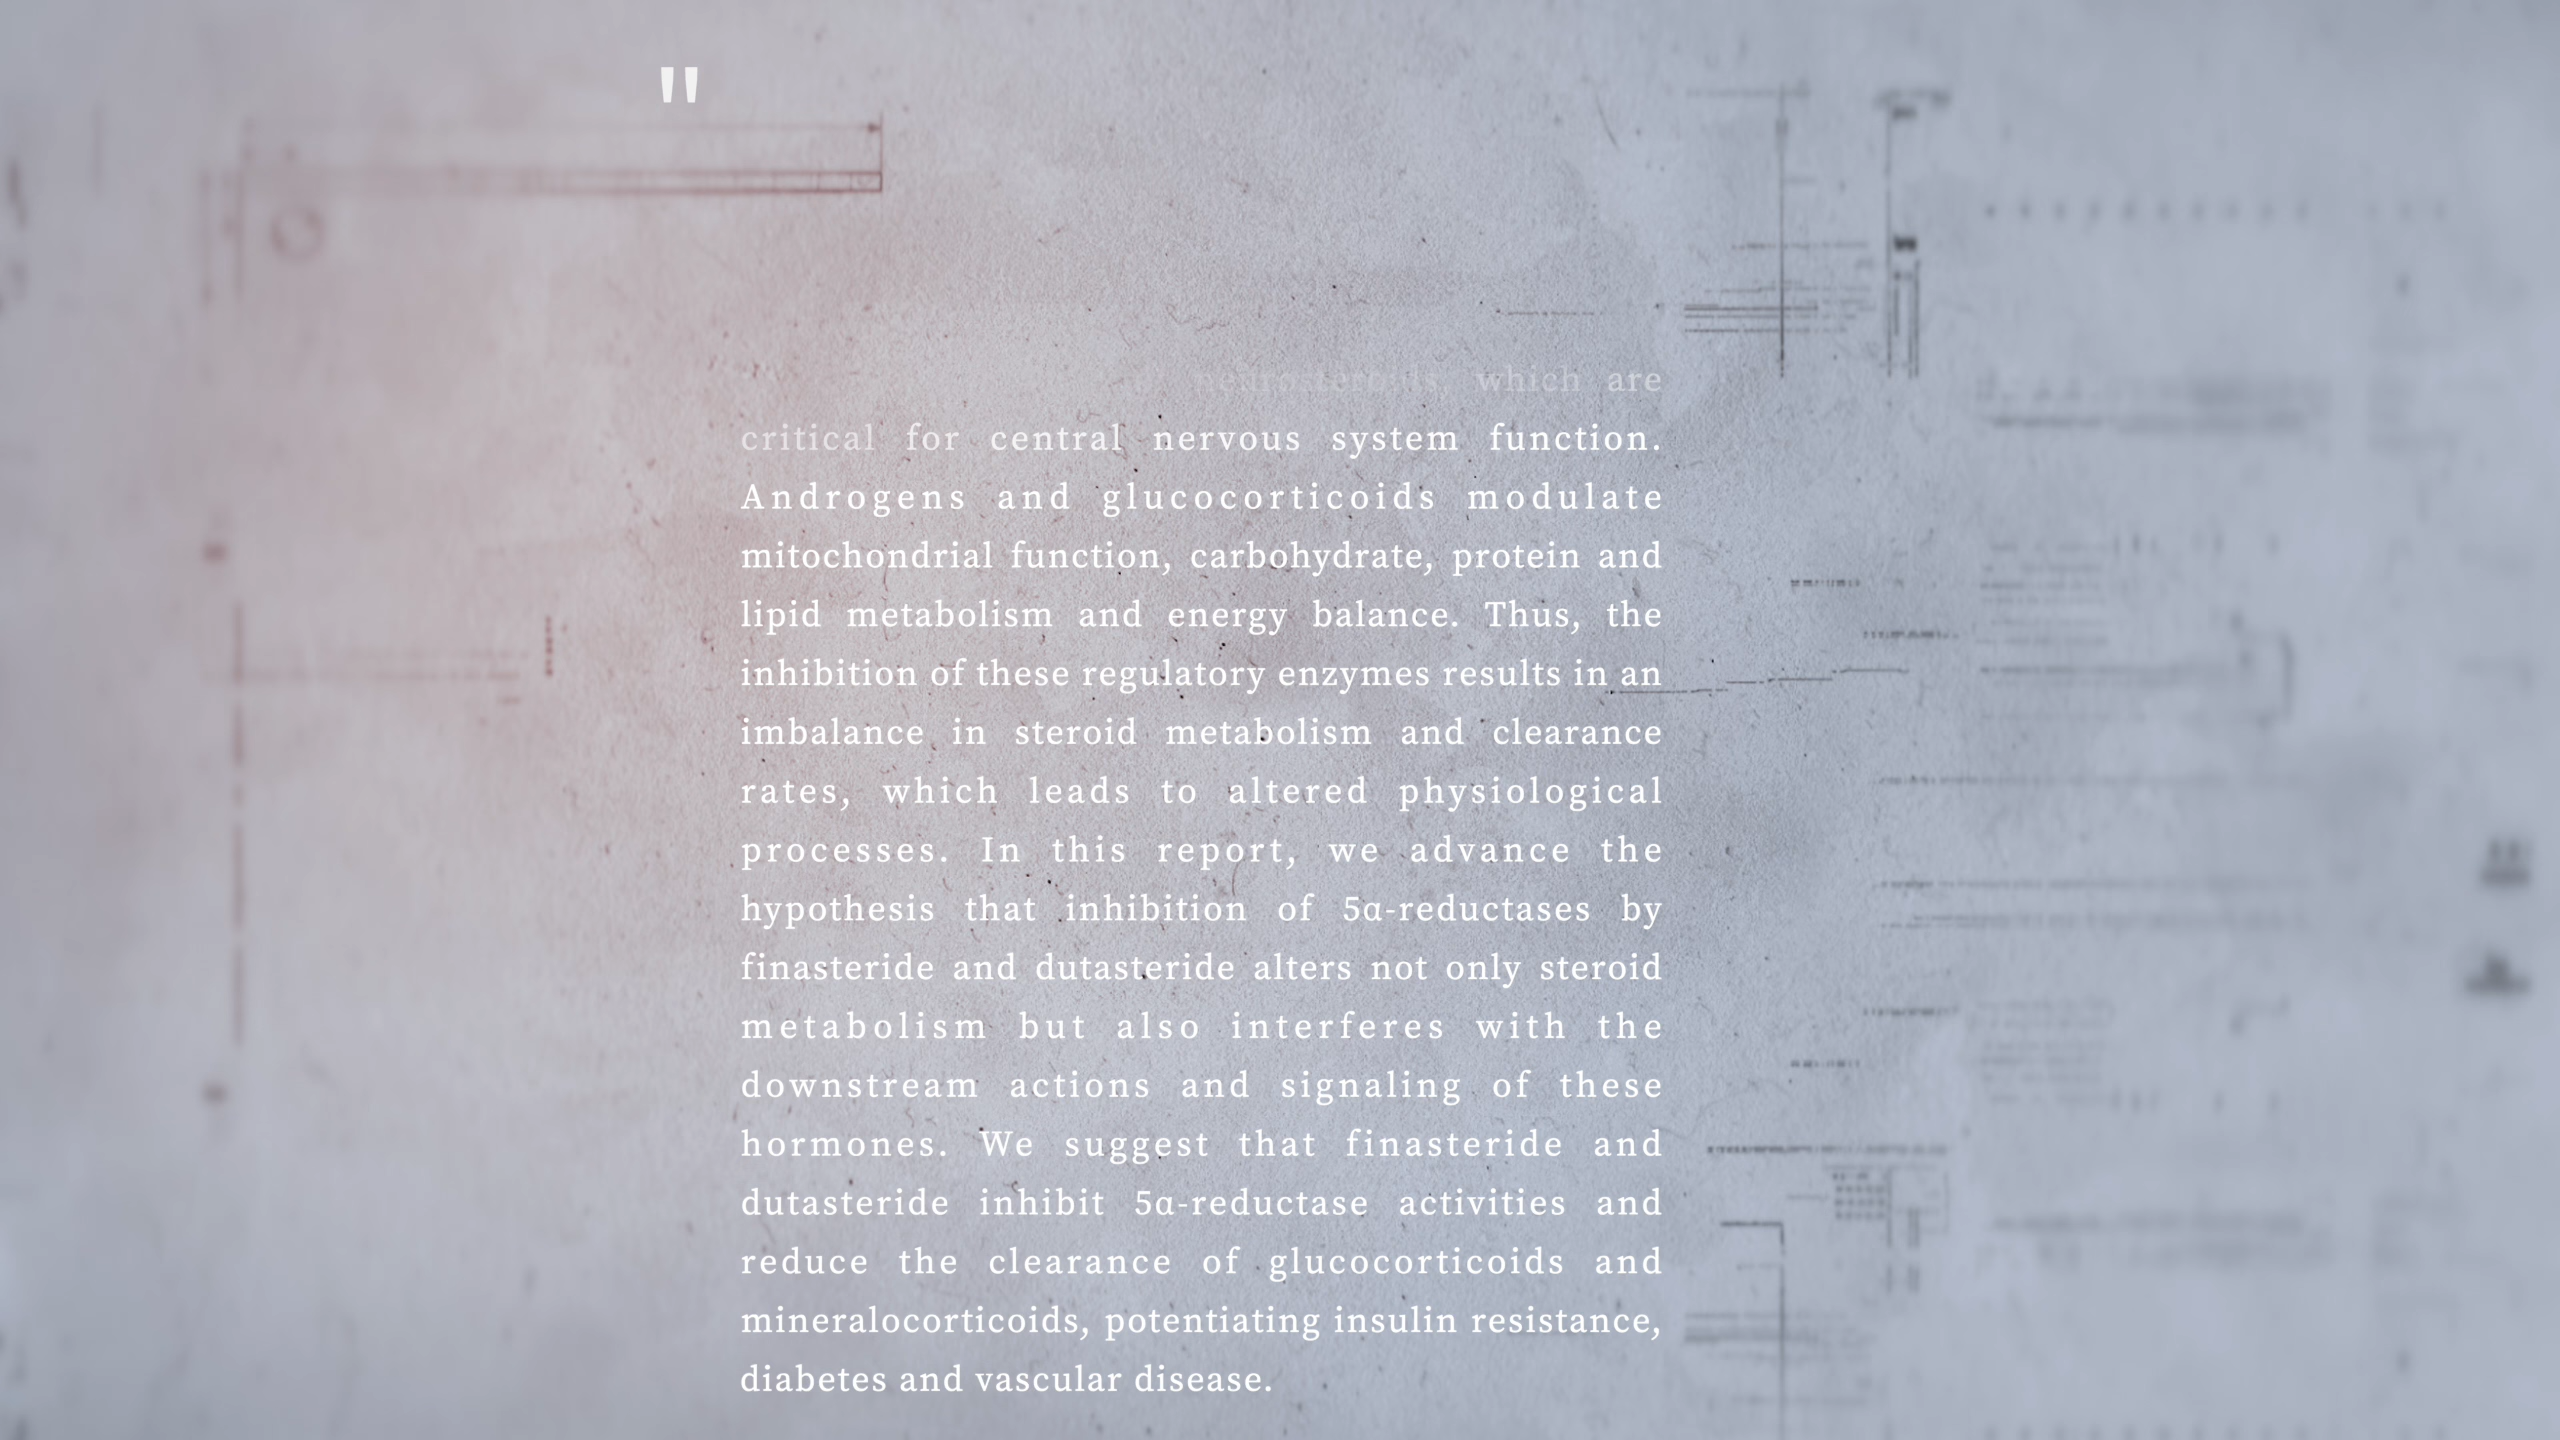 "
neurosteroids, which are
critical for central nervous system function.
Androgens and glucocorticoids modulate
mitochondrial function, carbohydrate, protein and
lipid metabolism and energy balance. Thus, the
inhibition of these regulatory enzymes results in an
imbalance in steroid metabolism and clearance
rates, which leads to altered physiological
processes. In this report, we advance the
hypothesis that inhibition of 5α-reductases by
finasteride and dutasteride alters not only steroid
metabolism but also interferes with the
downstream actions and signaling of these
hormones. We suggest that finasteride and
dutasteride inhibit 5α-reductase activities and
reduce the clearance of glucocorticoids and
mineralocorticoids, potentiating insulin resistance,
diabetes and vascular disease.